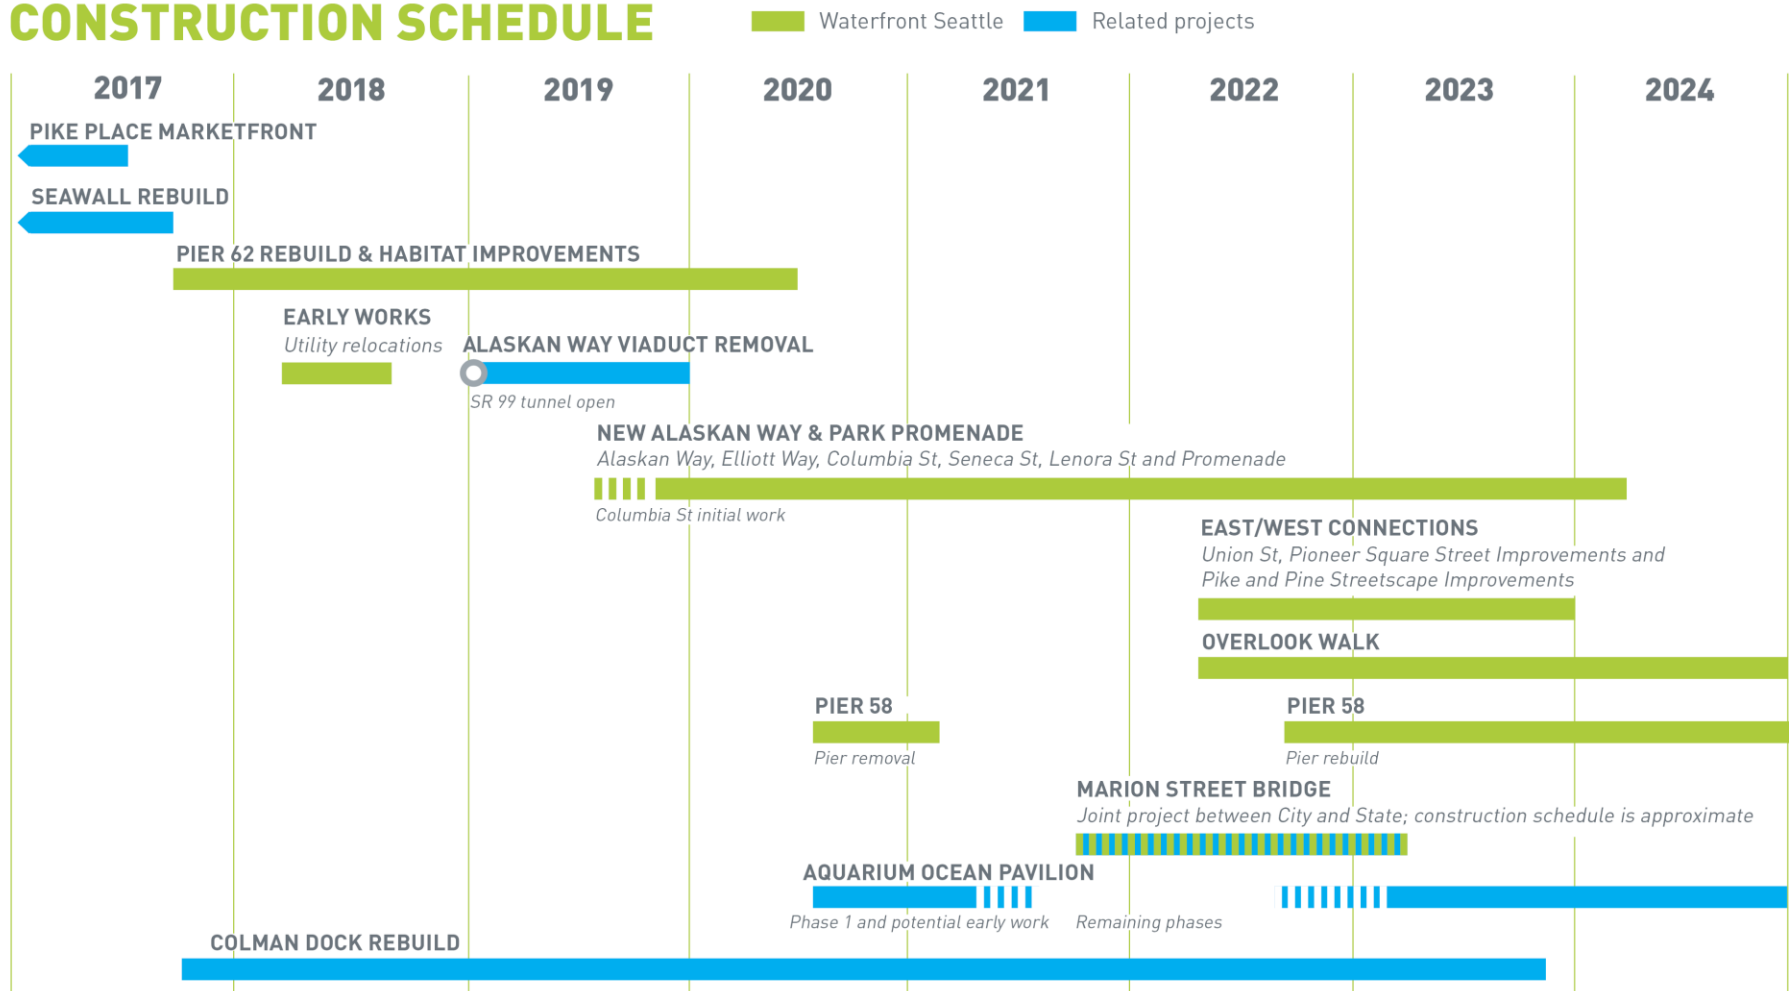 CONSTRUCTION SCHEDULE
Waterfront Seattle
Related projects
2017 2018 2019 2020 2021 2022 2023 2024
PIKE PLACE MARKETFRONT
SEAWALL REBUILD
PIER 62 REBUILD & HABITAT IMPROVEMENTS
EARLY WORKS
Utility relocations
ALASKAN WAY VIADUCT REMOVAL
SR 99 tunnel open
NEW ALASKAN WAY & PARK PROMENADE
Alaskan Way, Elliott Way, Columbia St, Seneca St, Lenora St and Promenade
Columbia St initial work
EAST/WEST CONNECTIONS
Union St, Pioneer Square Street Improvements and
Pike and Pine Streetscape Improvements
OVERLOOK WALK
PIER 58
Pier removal
PIER 58
Pier rebuild
MARION STREET BRIDGE
Joint project between City and State; construction schedule is approximate
AQUARIUM OCEAN PAVILION
Phase 1 and potential early work
Remaining phases
COLMAN DOCK REBUILD